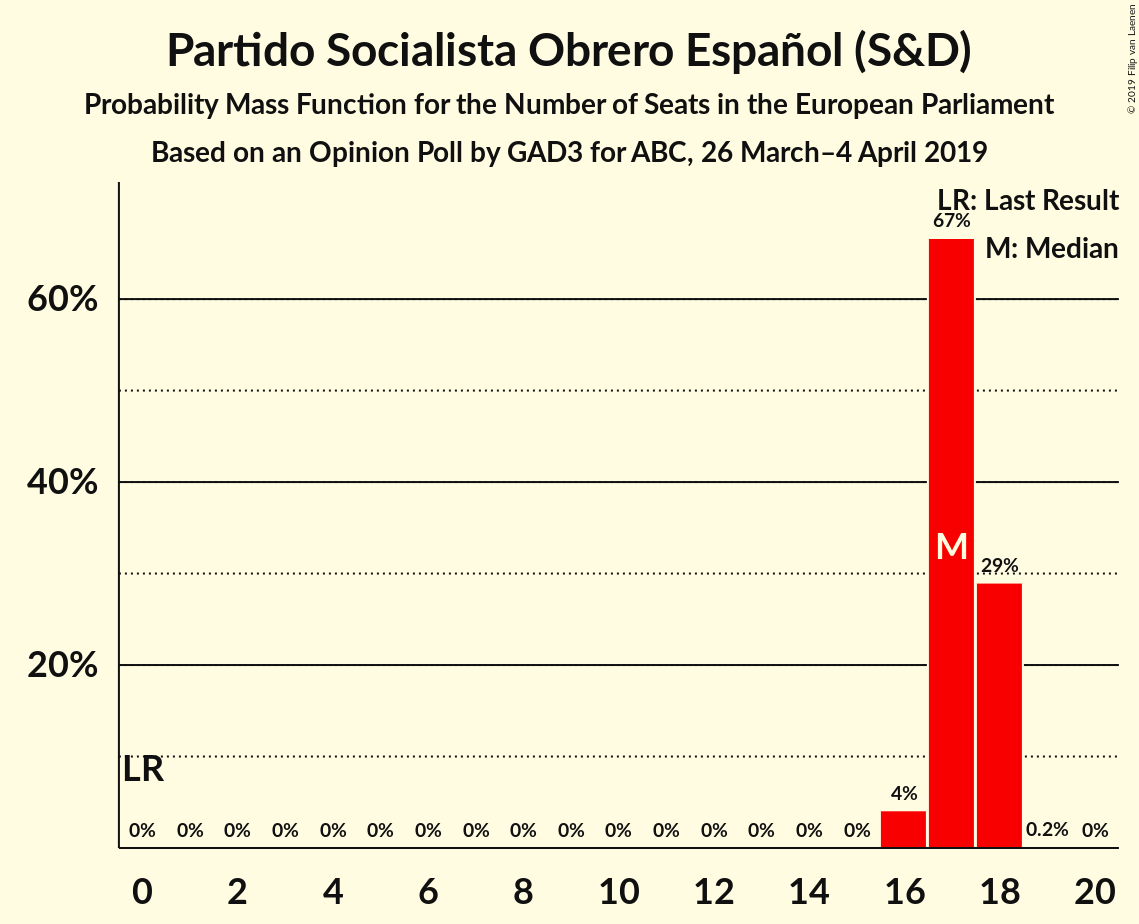 Partido Socialista Obrero Español (S&D)
Probability Mass Function for the Number of Seats in the European Parliament
Based on an Opinion Poll by GAD3 for ABC, 26 March–4 April 2019
© 2019 Filip van Laenen
LR: Last Result
M: Median
67%
60%
40%
M
29%
20%
LR
4%
0% 0% 0% 0% 0% 0% 0% 0% 0% 0% 0% 0% 0% 0% 0% 0% 0.2% 0%
0 2 4 6 8 10 12 14 16 18 20